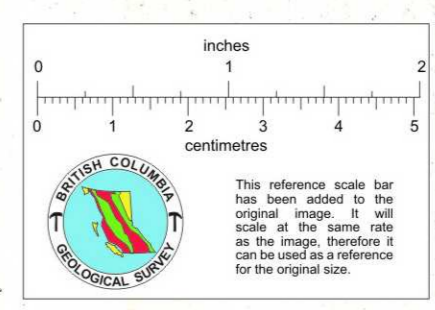 inches
0 1 2
0 1 2 3 4 5
centimetres
BRITISH COLUMBIA
GEOLOGICAL SURVEY
This reference scale bar
has been added to the
original image. It will
scale at the same rate
as the image, therefore it
can be used as a reference
for the original size.